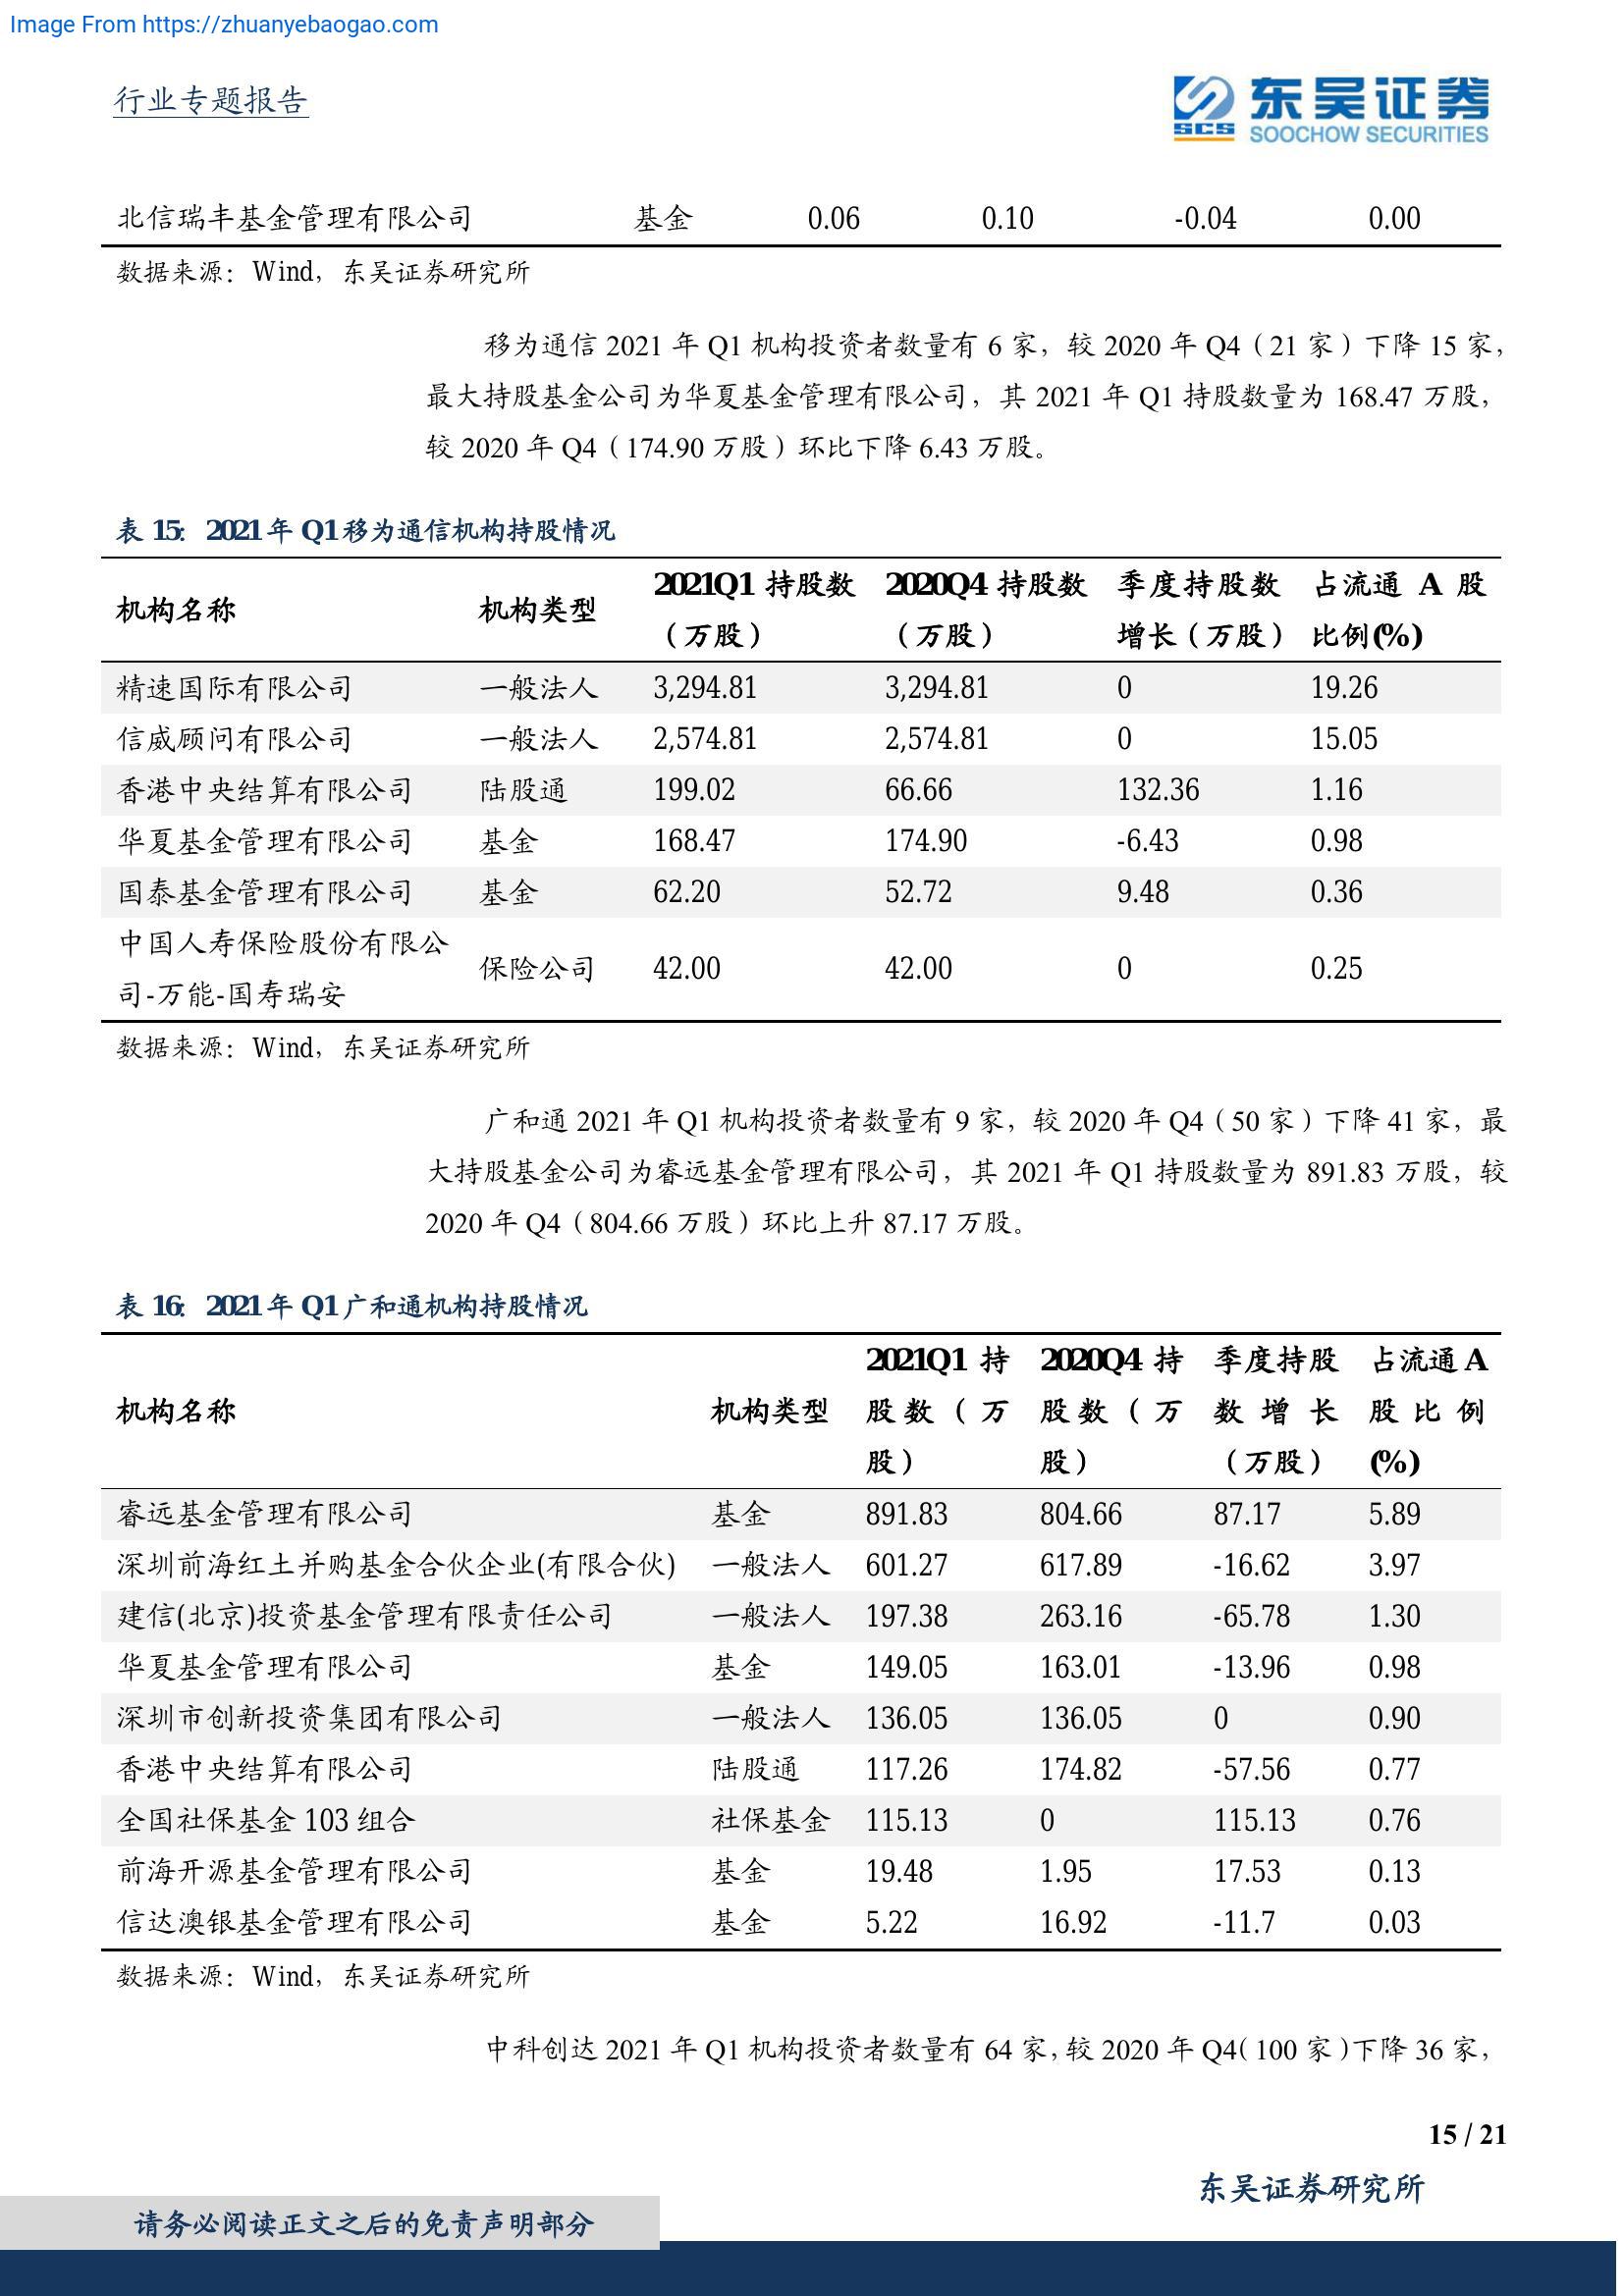 Image From https://zhuanyebaogao.com
行业专题报告
东吴证券
SCS SOOCHOW SECURITIES
北信瑞丰基金管理有限公司 基金 0.06 0.10 -0.04 0.00
数据来源：Wind，东吴证券研究所
移为通信 2021 年 Q1 机构投资者数量有 6 家，较 2020 年 Q4（21 家）下降 15 家，
最大持股基金公司为华夏基金管理有限公司，其 2021 年 Q1 持股数量为 168.47 万股，
较 2020 年 Q4（174.90 万股）环比下降 6.43 万股。
表 15： 2021 年 Q1 移为通信机构持股情况
机构名称 机构类型 2021Q1 持股数（万股） 2020Q4 持股数（万股） 季度持股数增长（万股） 占流通 A 股比例(%)
精速国际有限公司 一般法人 3,294.81 3,294.81 0 19.26
信威顾问有限公司 一般法人 2,574.81 2,574.81 0 15.05
香港中央结算有限公司 陆股通 199.02 66.66 132.36 1.16
华夏基金管理有限公司 基金 168.47 174.90 -6.43 0.98
国泰基金管理有限公司 基金 62.20 52.72 9.48 0.36
中国人寿保险股份有限公司-万能-国寿瑞安 保险公司 42.00 42.00 0 0.25
数据来源：Wind，东吴证券研究所
广和通 2021 年 Q1 机构投资者数量有 9 家，较 2020 年 Q4（50 家）下降 41 家，最
大持股基金公司为睿远基金管理有限公司，其 2021 年 Q1 持股数量为 891.83 万股，较
2020 年 Q4（804.66 万股）环比上升 87.17 万股。
表 16： 2021 年 Q1 广和通机构持股情况
机构名称 机构类型 2021Q1 持股数（万股） 2020Q4 持股数（万股） 季度持股数增长（万股） 占流通 A 股比例(%)
睿远基金管理有限公司 基金 891.83 804.66 87.17 5.89
深圳前海红土并购基金合伙企业(有限合伙) 一般法人 601.27 617.89 -16.62 3.97
建信(北京)投资基金管理有限责任公司 一般法人 197.38 263.16 -65.78 1.30
华夏基金管理有限公司 基金 149.05 163.01 -13.96 0.98
深圳市创新投资集团有限公司 一般法人 136.05 136.05 0 0.90
香港中央结算有限公司 陆股通 117.26 174.82 -57.56 0.77
全国社保基金 103 组合 社保基金 115.13 0 115.13 0.76
前海开源基金管理有限公司 基金 19.48 1.95 17.53 0.13
信达澳银基金管理有限公司 基金 5.22 16.92 -11.7 0.03
数据来源：Wind，东吴证券研究所
中科创达 2021 年 Q1 机构投资者数量有 64 家，较 2020 年 Q4（100 家）下降 36 家，
15 / 21
东吴证券研究所
请务必阅读正文之后的免责声明部分